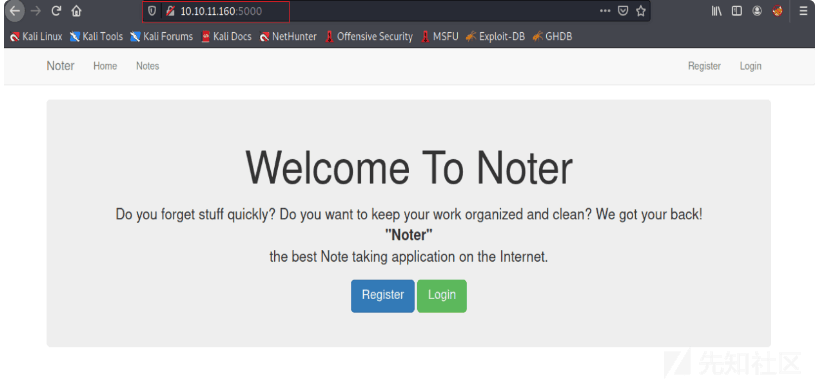 10.10.11.160:5000
Kali Linux Kali Tools Kali Forums Kali Docs NetHunter Offensive Security MSFU Exploit-DB GHDB
Noter Home Notes Register Login
Welcome To Noter
Do you forget stuff quickly? Do you want to keep your work organized and clean? We got your back!
"Noter"
the best Note taking application on the Internet.
Register Login
先知社区